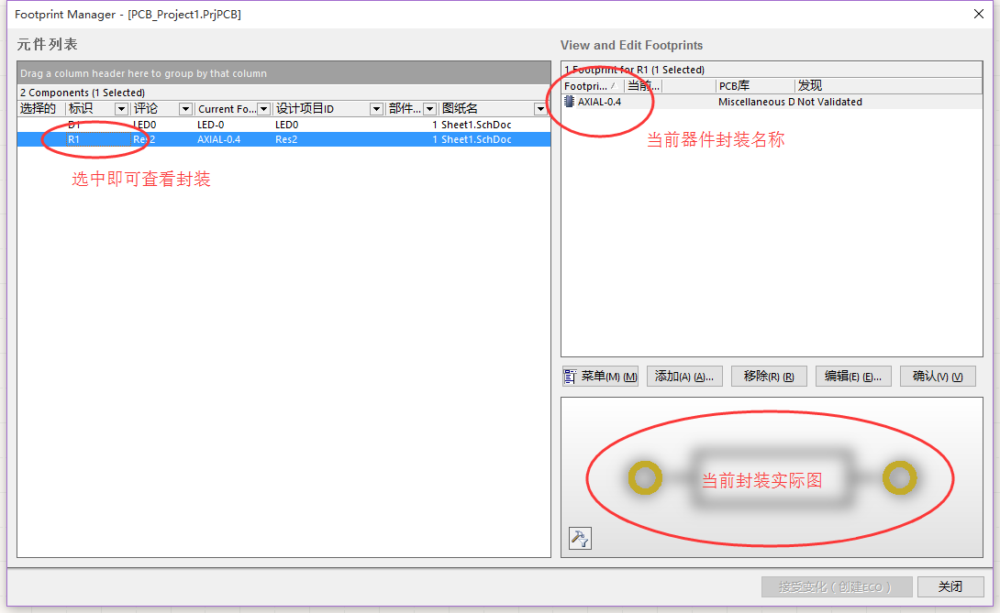 Footprint Manager - [PCB_Project1.PrjPCB]
元件列表
Drag a column header here to group by that column
2 Components (1 Selected)
选择的 标识 评论 Current Fo... 设计项目ID 部件... 图纸名
D1 LED0 LED-0 LED0 1 Sheet1.SchDoc
R1 Res2 AXIAL-0.4 Res2 1 Sheet1.SchDoc
选中即可查看封装
View and Edit Footprints
1 Footprint for R1 (1 Selected)
Footpri... 当前... PCB库 发现
AXIAL-0.4 Miscellaneous D Not Validated
当前器件封装名称
菜单(M) (M) 添加(A) (A)... 移除(R) (R) 编辑(E) (E)... 确认(V) (V)
当前封装实际图
接受变化(创建ECO) 关闭